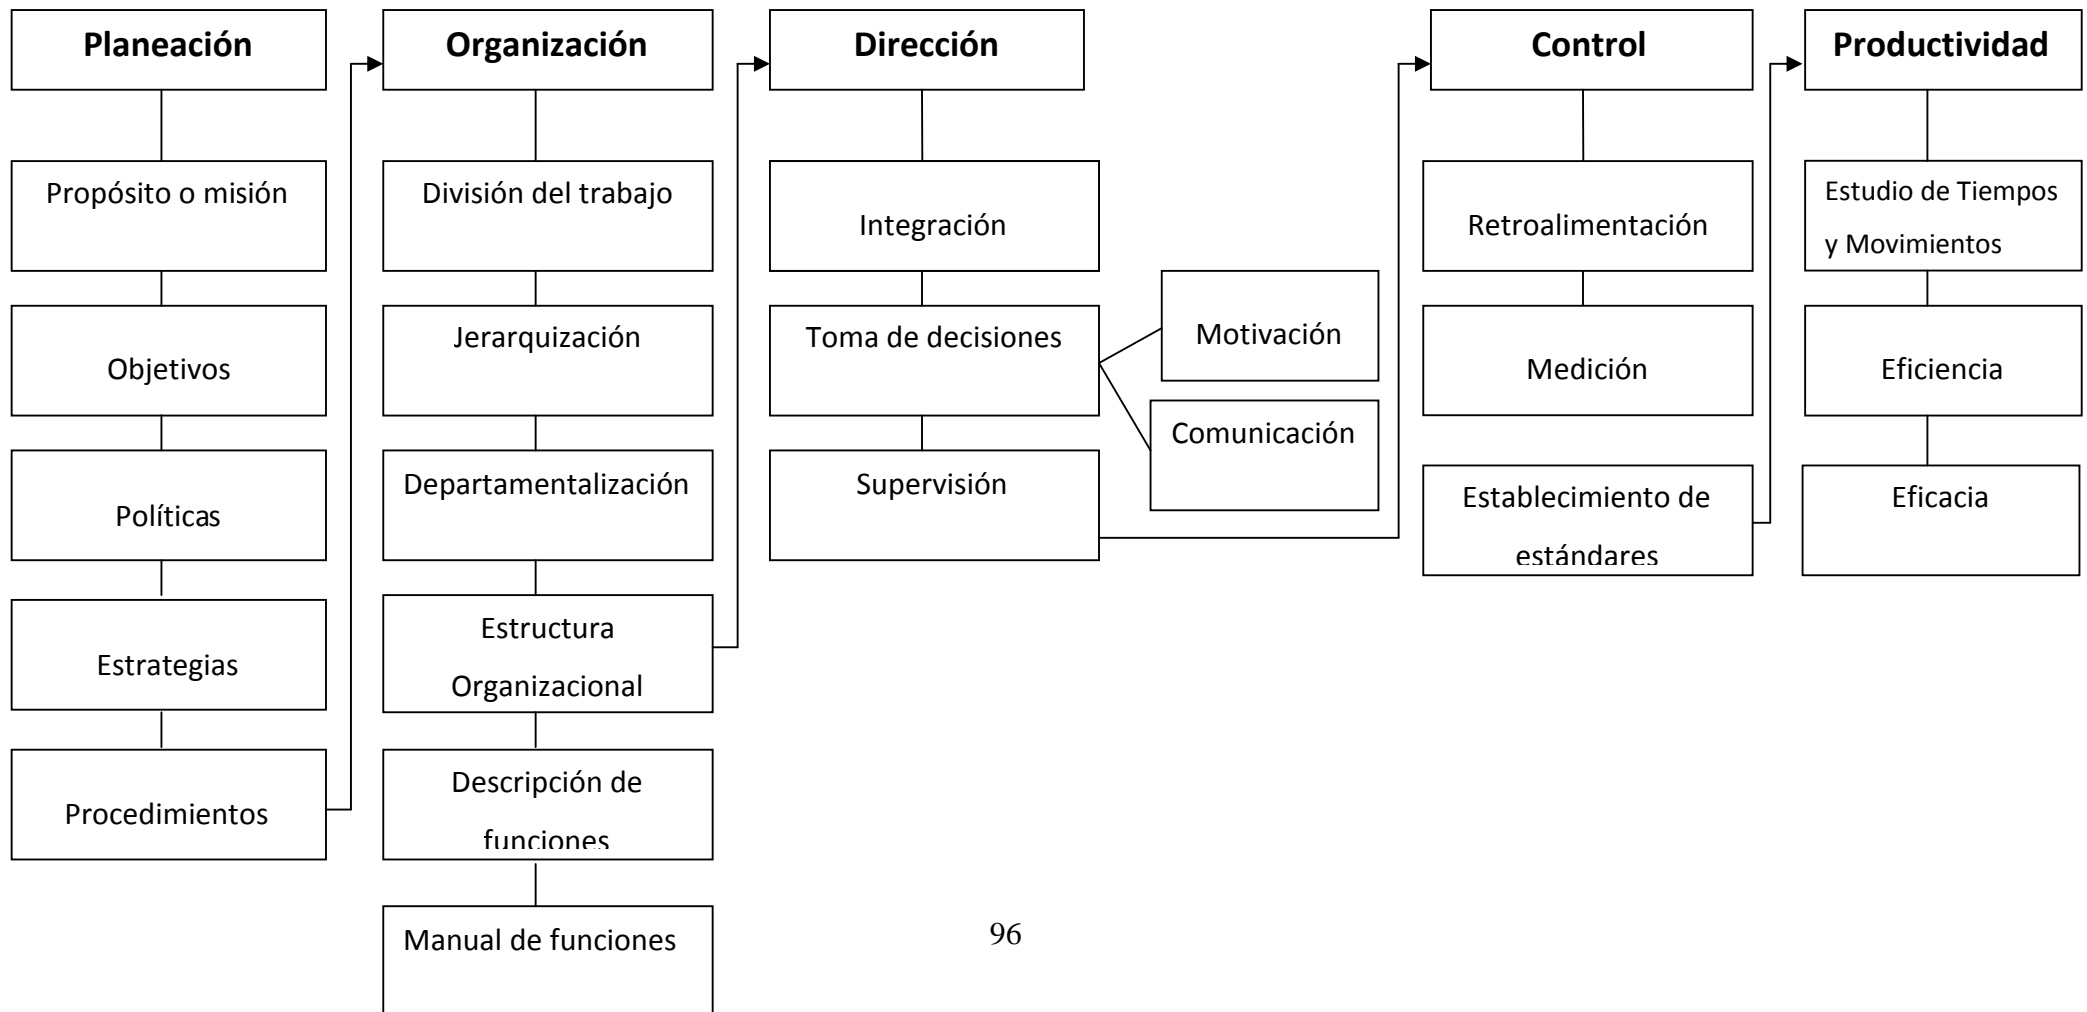 Planeación
Propósito o misión
Objetivos
Políticas
Estrategias
Procedimientos
Organización
División del trabajo
Jerarquización
Departamentalización
Estructura
Organizacional
Descripción de
funciones
Manual de funciones
Dirección
Integración
Toma de decisiones
Supervisión
Motivación
Comunicación
Control
Retroalimentación
Medición
Establecimiento de
estándares
Productividad
Estudio de Tiempos
y Movimientos
Eficiencia
Eficacia
96